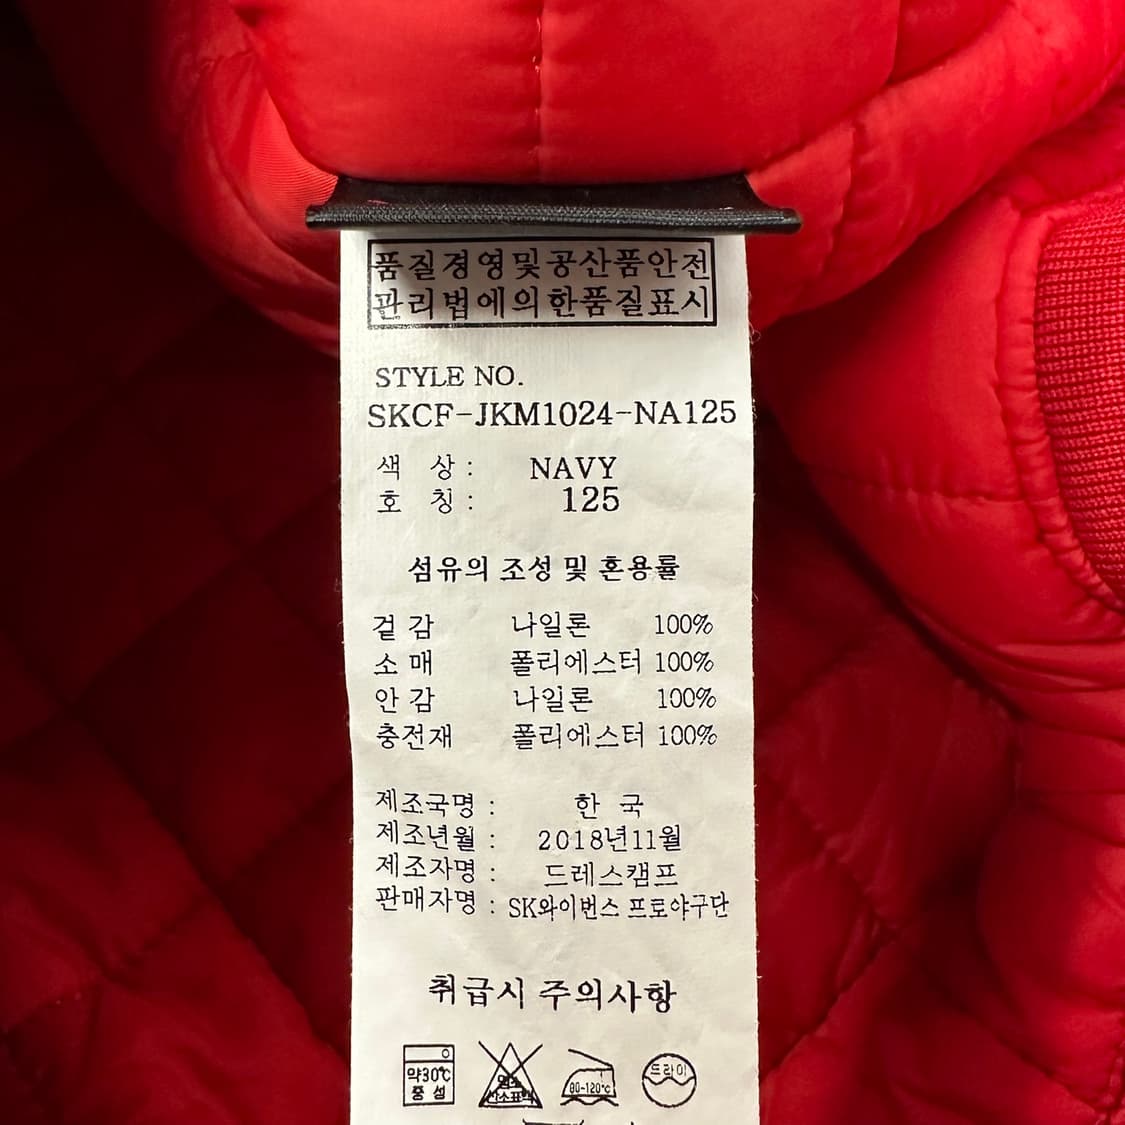 품질경영및공산품안전
관리법에의한품질표시
STYLE NO.
SKCF-JKM1024-NA125
색 상 : NAVY
호 칭 : 125
섬유의 조성 및 혼용률
겉 감 나일론 100%
소 매 폴리에스터 100%
안 감 나일론 100%
충전재 폴리에스터 100%
제조국명 : 한 국
제조년월 : 2018년11월
제조자명 : 드레스캠프
판매자명 : SK와이번스 프로야구단
취급시 주의사항
약30℃ 염소 80~120℃ 드라이
중 성 산소표백